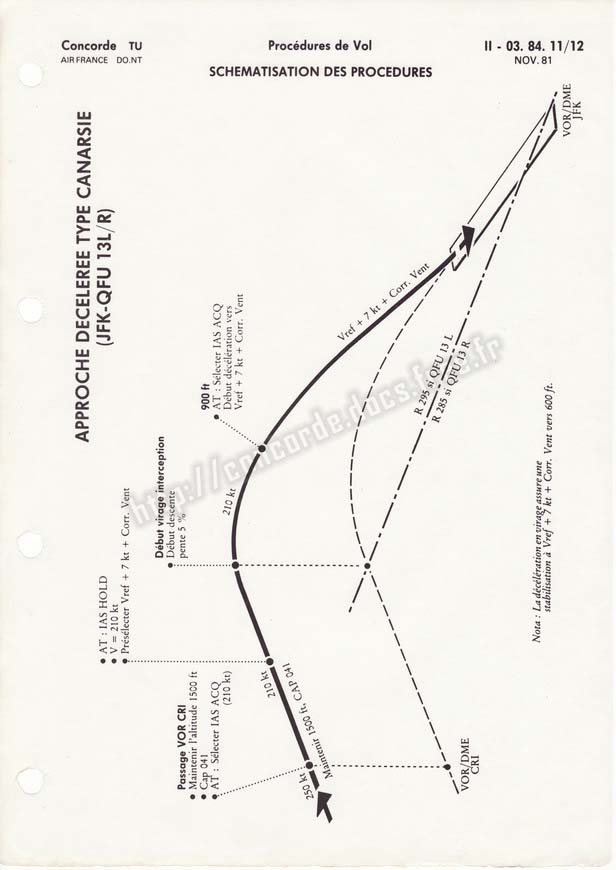 Concorde TU
AIR FRANCE DO.NT
Procédures de Vol
II - 03. 84. 11/12
NOV. 81
SCHEMATISATION DES PROCEDURES
APPROCHE DECELEREE TYPE CANARSIE
(JFK-QFU 13L/R)
Passage VOR CRI
Maintenir l'altitude 1500 ft
Cap 041
AT : Sélecter IAS ACQ
(210 kt)
AT : IAS HOLD
V = 210 kt
Présélecter Vref + 7 kt + Corr. Vent
Début virage interception
Début descente
pente 5 %
900 ft
AT : Sélecter IAS ACQ
Début décélération vers
Vref + 7 kt + Corr. Vent
250 kt
Maintenir 1500 ft, CAP 041
210 kt
210 kt
Vref + 7 kt + Corr. Vent
R 295 si QFU 13 L
R 285 si QFU 13 R
VOR/DME
JFK
VOR/DME
CRI
Nota : La décélération en virage assure une
stabilisation à Vref + 7 kt + Corr. Vent vers 600 ft.
http://concorde.docs.free.fr